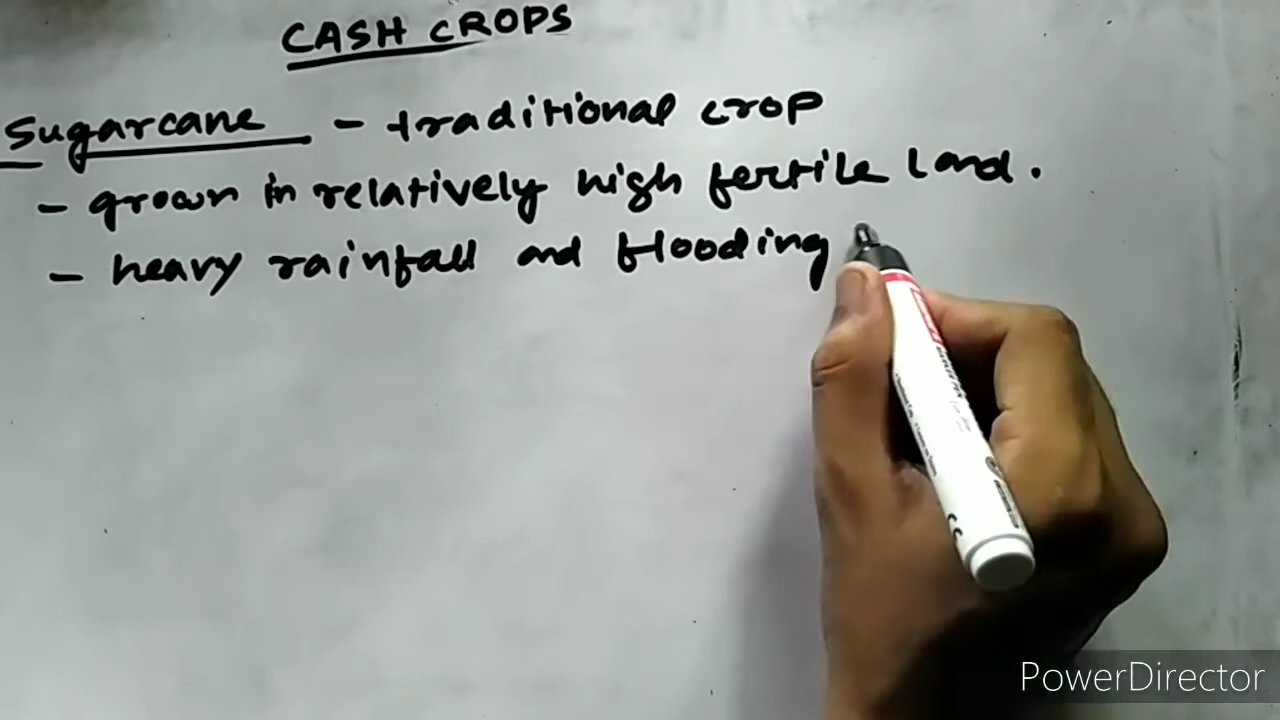 CASH CROPS
Sugarcane - traditional crop
- grown in relatively high fertile land.
- heavy rainfall and flooding
PowerDirector